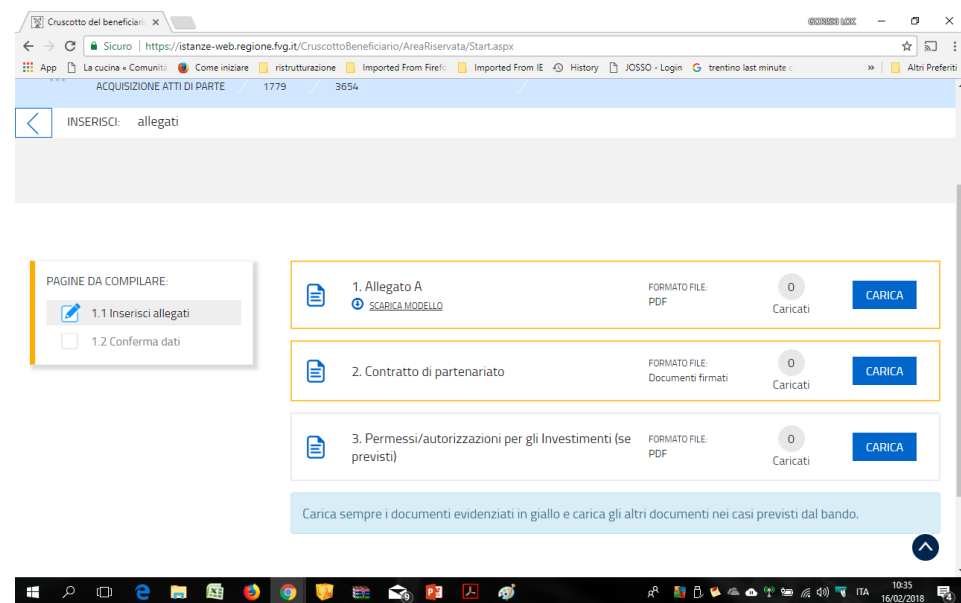 Cruscotto del beneficiario
GORISSI LOX
Sicuro | https://istanze-web.regione.fvg.it/CruscottoBeneficiario/AreaRiservata/Start.aspx
App La cucina « Comunità Come iniziare ristrutturazione Imported From Firefo Imported From IE History JOSSO - Login trentino last minute » Altri Preferiti
ACQUISIZIONE ATTI DI PARTE 1779 3654
INSERISCI: allegati
PAGINE DA COMPILARE:
1.1 Inserisci allegati
1.2 Conferma dati
1. Allegato A
SCARICA MODELLO
FORMATO FILE:
PDF
0
Caricati
CARICA
2. Contratto di partenariato
FORMATO FILE:
Documenti firmati
0
Caricati
CARICA
3. Permessi/autorizzazioni per gli Investimenti (se
previsti)
FORMATO FILE:
PDF
0
Caricati
CARICA
Carica sempre i documenti evidenziati in giallo e carica gli altri documenti nei casi previsti dal bando.
ITA
10:35
16/02/2018